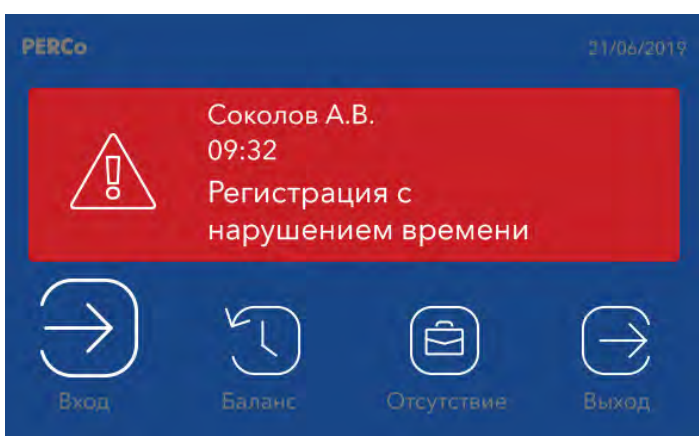 PERCo 21/06/2019
Соколов А.В.
09:32
Регистрация с
нарушением времени
Вход Баланс Отсутствие Выход